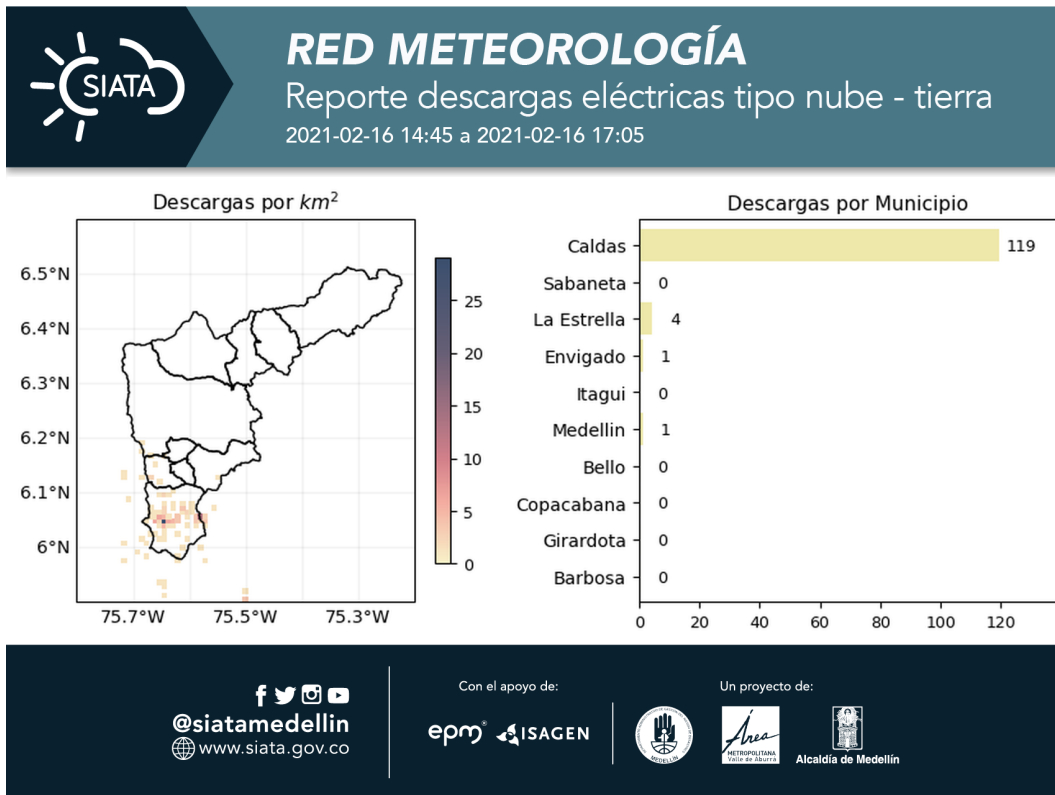 SIATA
RED METEOROLOGÍA
Reporte descargas eléctricas tipo nube - tierra
2021-02-16 14:45 a 2021-02-16 17:05
Descargas por km²
6.5°N
6.4°N
6.3°N
6.2°N
6.1°N
6°N
75.7°W 75.5°W 75.3°W
25
20
15
10
5
0
Descargas por Municipio
Caldas 119
Sabaneta 0
La Estrella 4
Envigado 1
Itagui 0
Medellin 1
Bello 0
Copacabana 0
Girardota 0
Barbosa 0
0 20 40 60 80 100 120
@siatamedellin
www.siata.gov.co
Con el apoyo de:
epm® ISAGEN
Un proyecto de:
MEDELLIN
Área
METROPOLITANA
Valle de Aburrá
Alcaldía de Medellín